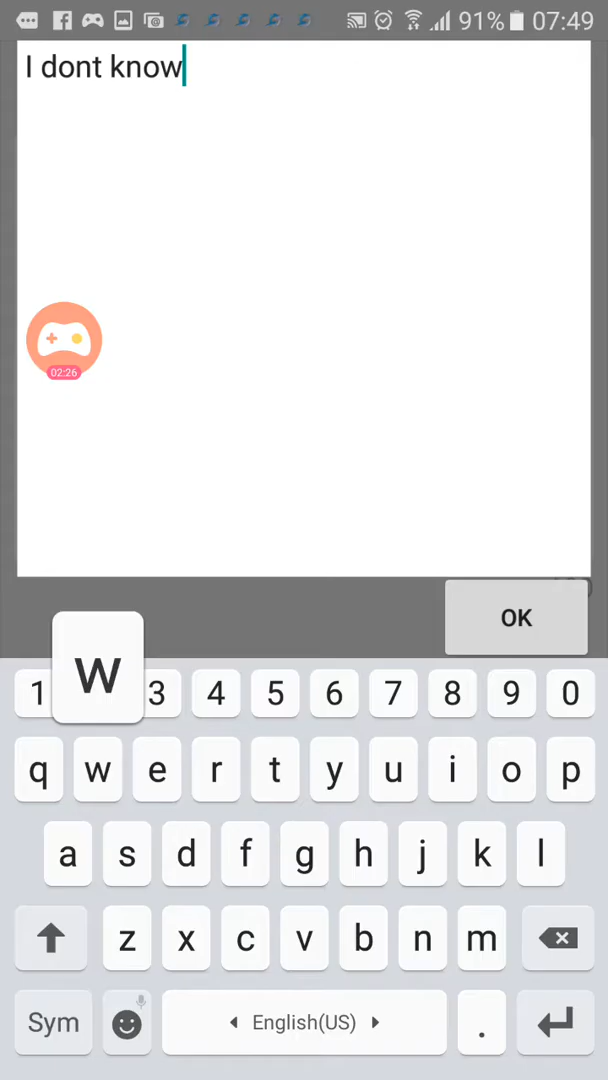 91% 07:49
I dont know
02:26
OK
W
1 3 4 5 6 7 8 9 0
q w e r t y u i o p
a s d f g h j k l
z x c v b n m
Sym English(US) .